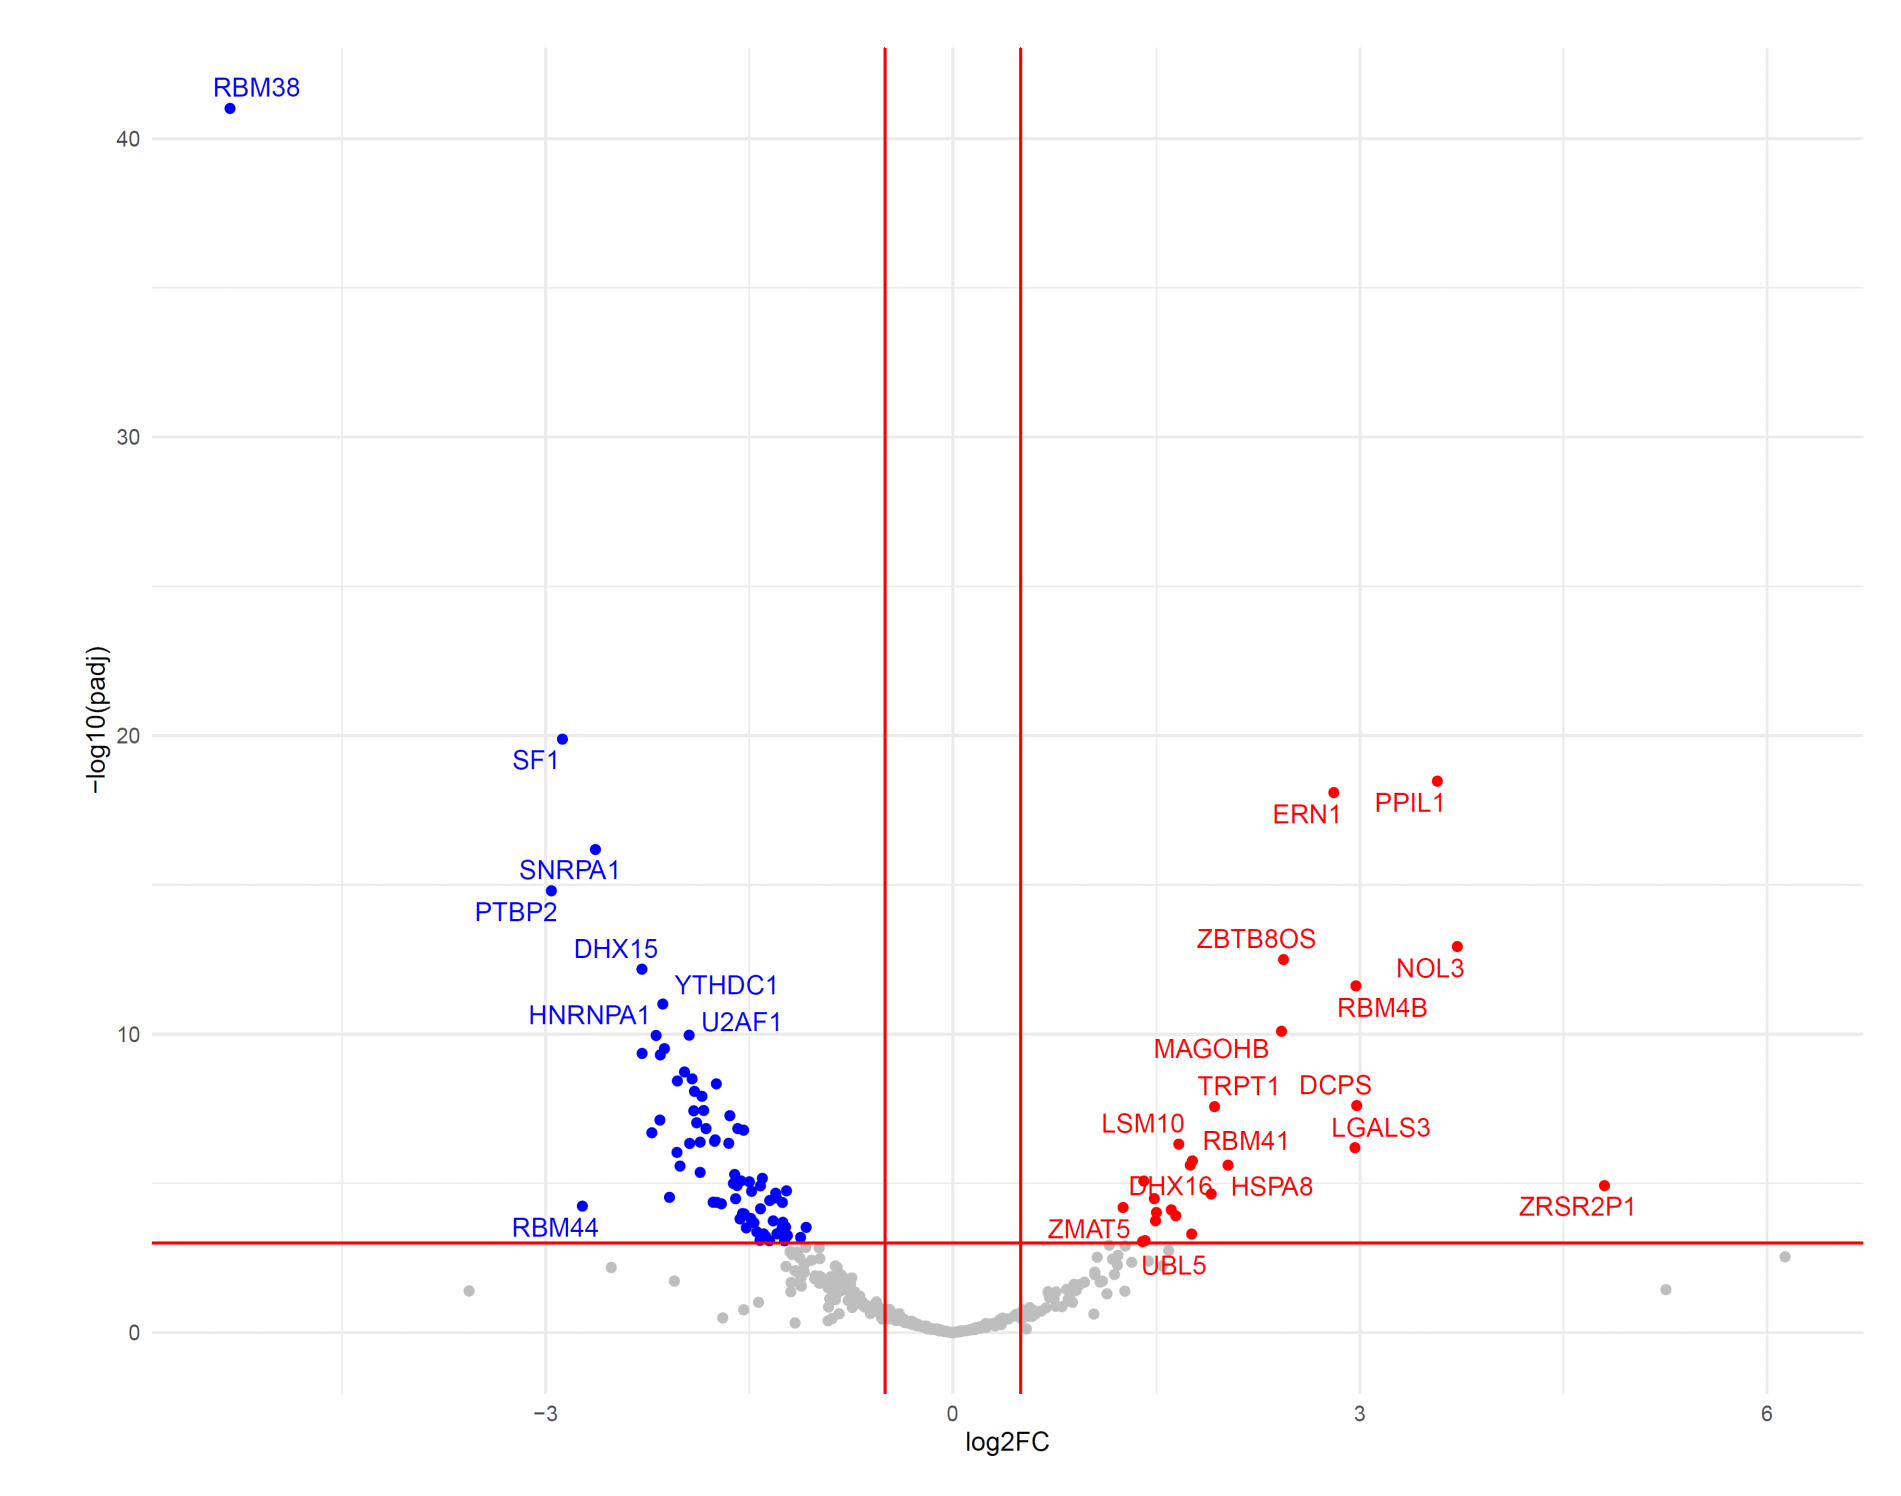 RBM38
40
30
20
10
0
−log10(padj)
SF1
ERN1
PPIL1
SNRPA1
PTBP2
DHX15
ZBTB8OS
NOL3
YTHDC1
HNRNPA1
U2AF1
RBM4B
MAGOHB
TRPT1
DCPS
LSM10
RBM41
LGALS3
DHX16
HSPA8
ZRSR2P1
RBM44
ZMAT5
UBL5
−3
0
3
6
log2FC